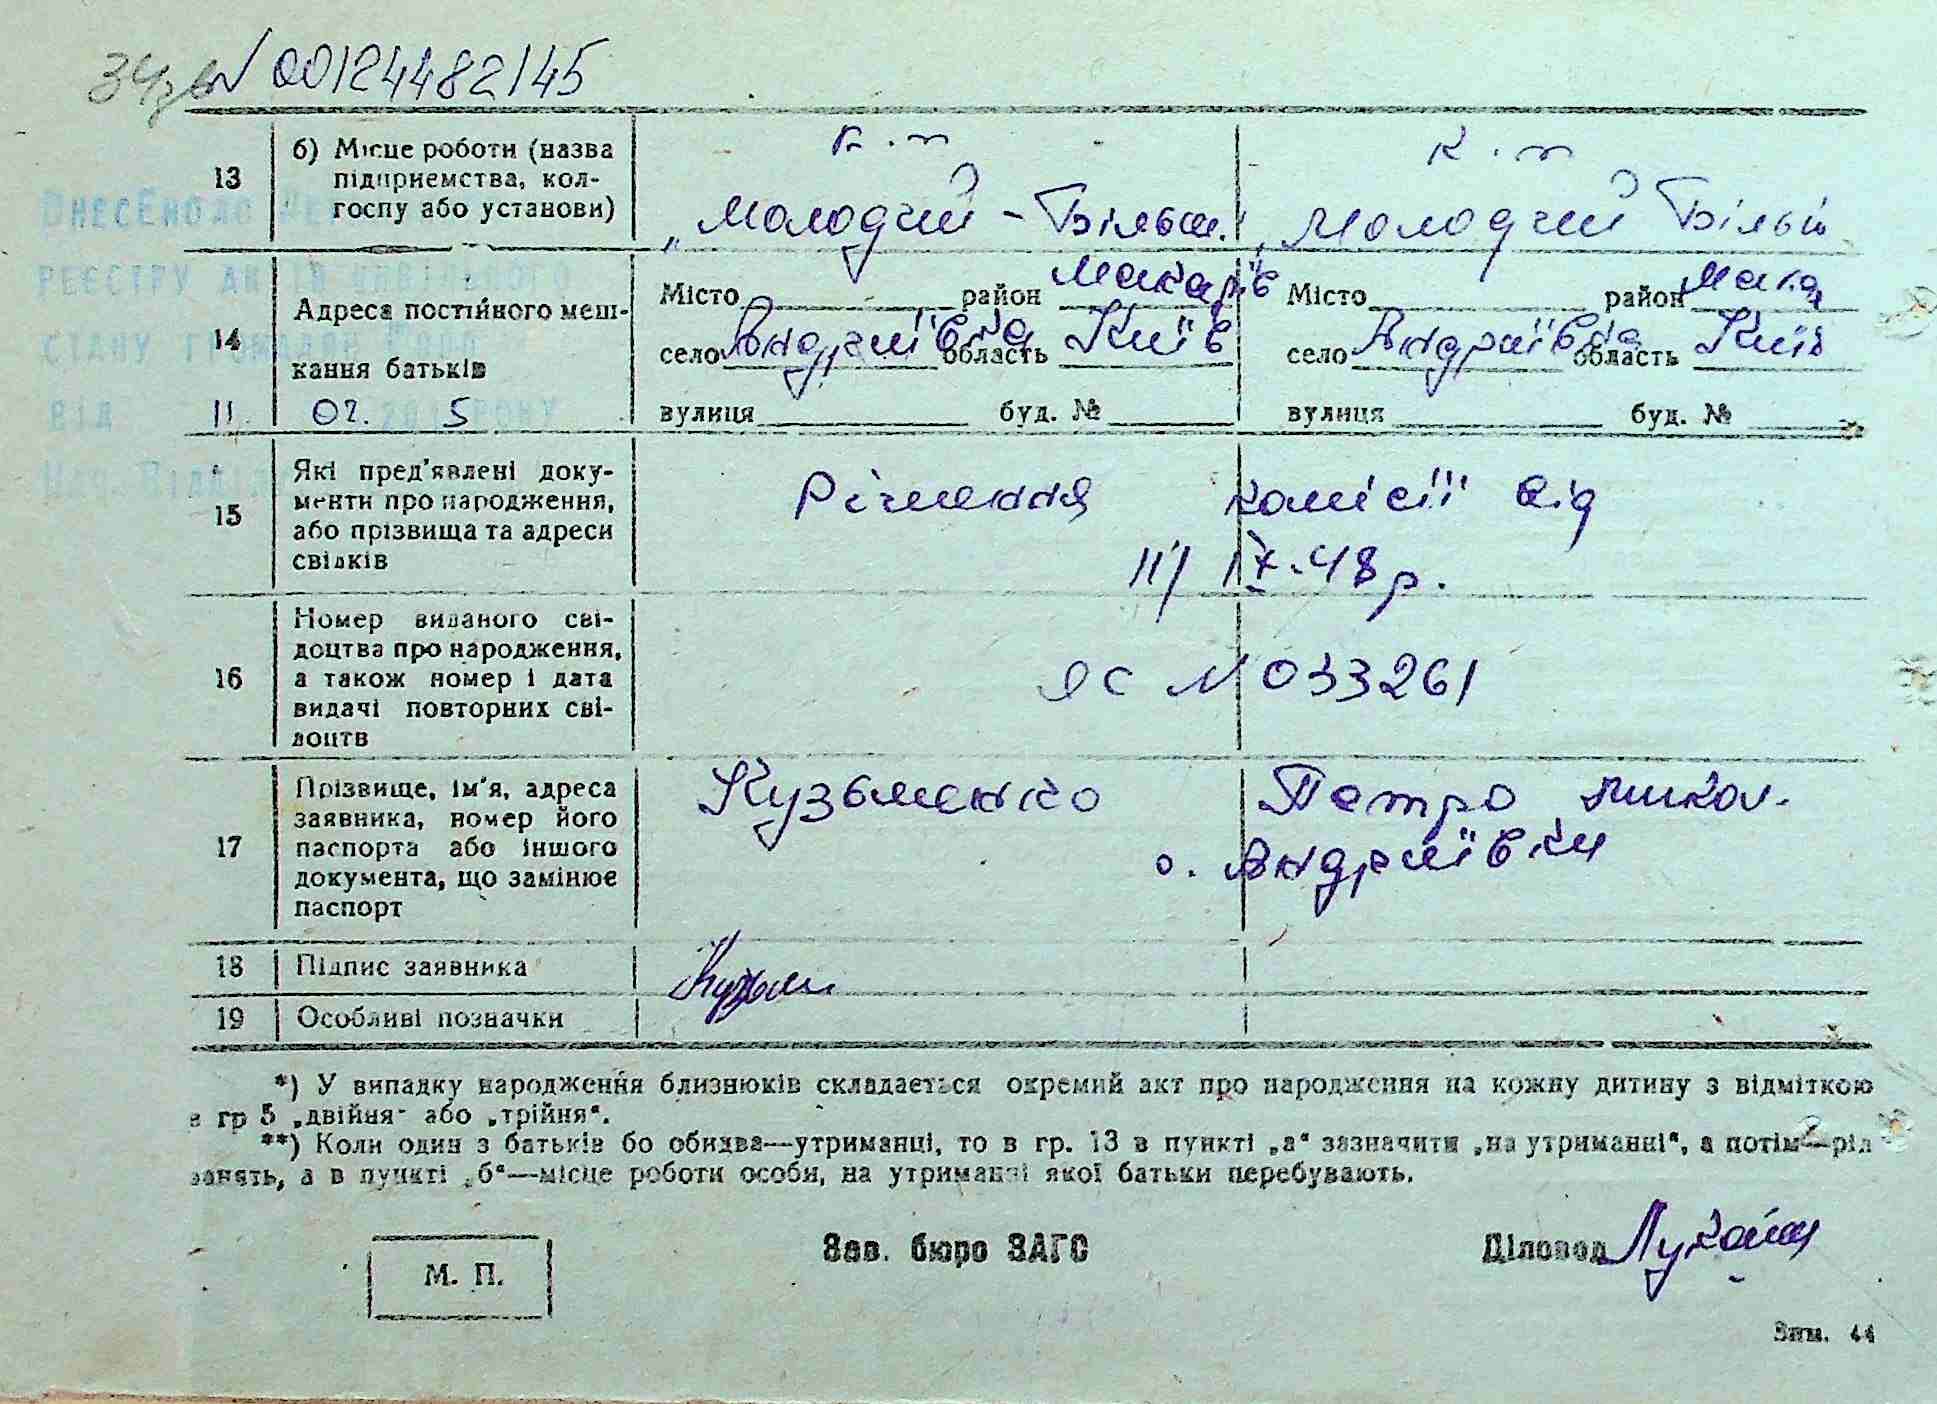 00124482145
13
б) Місце роботи (назва
підприємства, кол-
госпу або установи)
к. г.
„Молодчий - Більш.
к. г.
„Молодчий Більш
Внесено до
реєстру актів цивільного
стану громадян
від 11 02. 2015 року
Нач. Відділу
14
Адреса постійного меш-
кання батьків
Місто район Макарів
село Андріївка область Київ
вулиця буд. №
Місто район Мака
село Андріївка область Київ
вулиця буд. №
15
Які пред'явлені доку-
менти про народження,
або прізвища та адреси
свідків
Рішення комісії від
11/ IX.48 р.
16
Номер виданого сві-
доцтва про народження,
а також номер і дата
видачі повторних сві-
доцтв
ЯС № 033261
17
Прізвище, ім'я, адреса
заявника, номер його
паспорта або іншого
документа, що замінює
паспорт
Кузьменко Петро Микол.
с. Андріївки
18
Підпис заявника
Кузьм
19
Особливі позначки
*) У випадку народження близнюків складається окремий акт про народження на кожну дитину з відміткою
в гр 5 „двійня" або „трійня".
**) Коли один з батьків бо обидва—утриманці, то в гр. 13 в пункті „а" зазначити „на утриманні", а потім—рід
занять, а в пункті „б"—місце роботи особи, на утриманні якої батьки перебувають.
М. П.
Зав. бюро ЗАГС
Діловод
Зим. 44